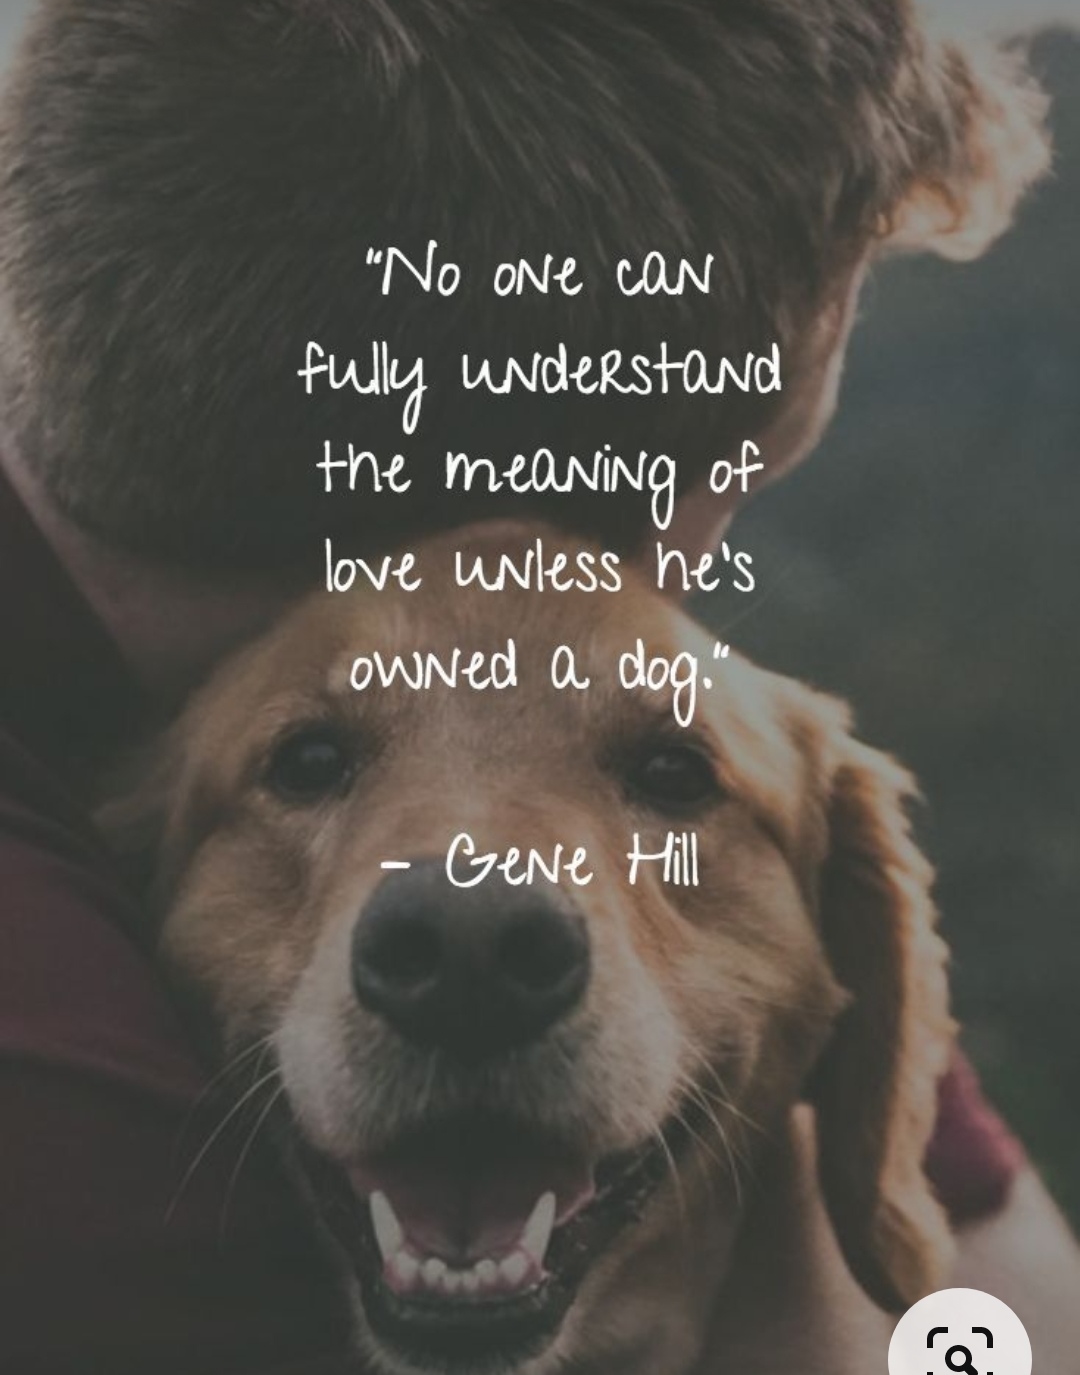 "No one can
fully understand
the meaning of
love unless he's
owned a dog."
- Gene Hill